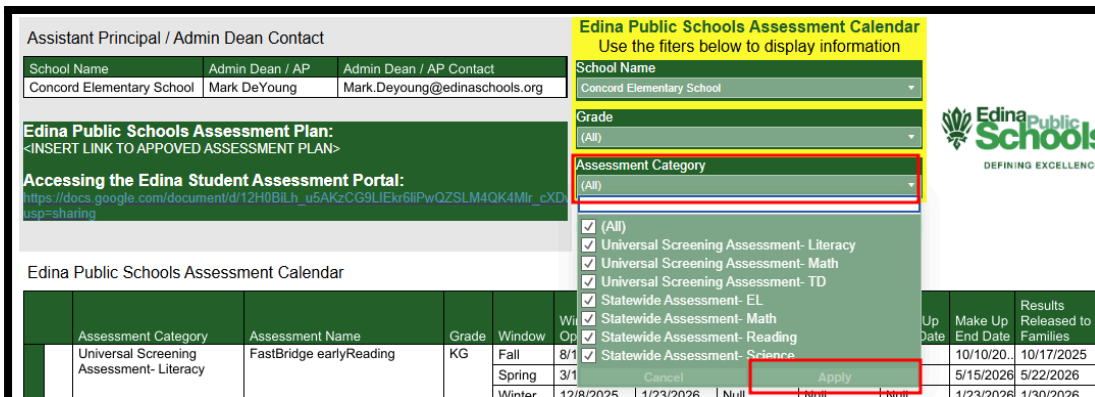 Assistant Principal / Admin Dean Contact
School Name Admin Dean / AP Admin Dean / AP Contact
Concord Elementary School Mark DeYoung Mark.Deyoung@edinaschools.org
Edina Public Schools Assessment Plan:
<INSERT LINK TO APPOVED ASSESSMENT PLAN>
Accessing the Edina Student Assessment Portal:
usp=sharing
Edina Public Schools Assessment Calendar
Use the fiters below to display information
School Name
Concord Elementary School
Grade
(All)
Assessment Category
(All)
(All)
Universal Screening Assessment- Literacy
Universal Screening Assessment- Math
Universal Screening Assessment- TD
Statewide Assessment- EL
Statewide Assessment- Math
Statewide Assessment- Reading
Statewide Assessment- Science
Cancel Apply
Edina
Public
Schools
DEFINING EXCELLENC
Edina Public Schools Assessment Calendar
Assessment Category Assessment Name Grade Window Up Date Make Up End Date Results Released to Families
Universal Screening Assessment- Literacy FastBridge earlyReading KG Fall 8/1 10/10/20.. 10/17/2025
Spring 3/1 5/15/2026 5/22/2026
Winter 12/8/2025 1/23/2026 Null Null Null 1/23/2026 1/30/2026